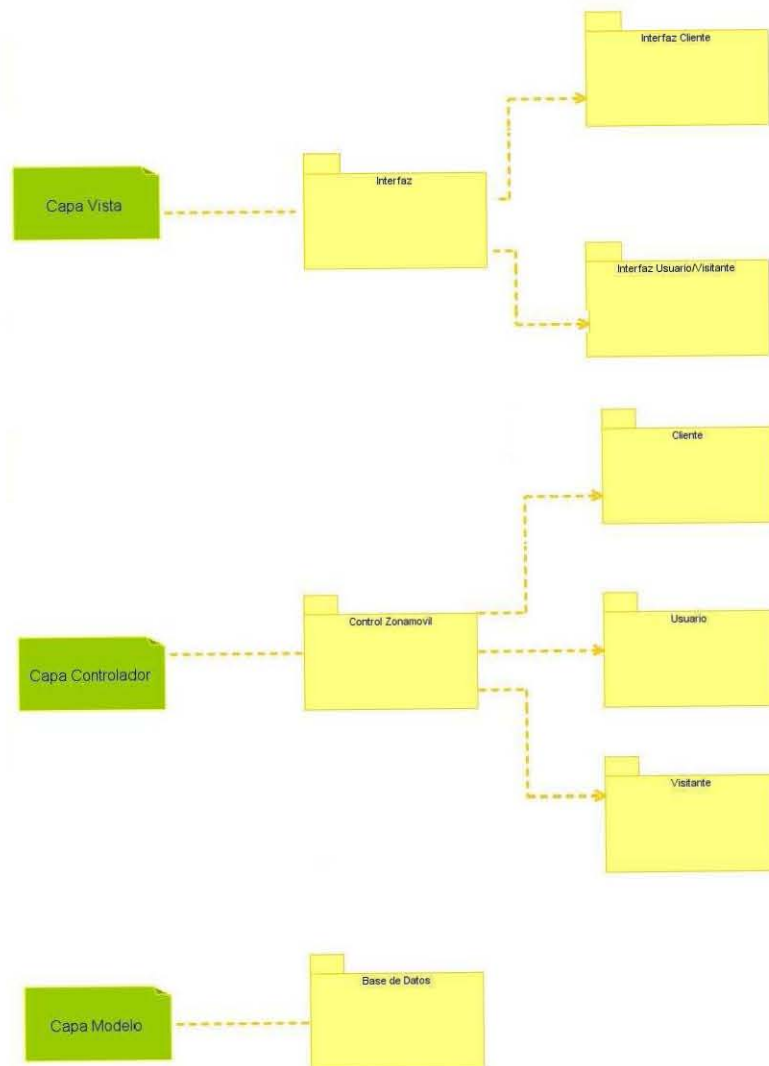 Interfaz Cliente
Capa Vista
Interfaz
Interfaz Usuario/Visitante
Cliente
Control Zonamovil
Usuario
Capa Controlador
Visitante
Base de Datos
Capa Modelo